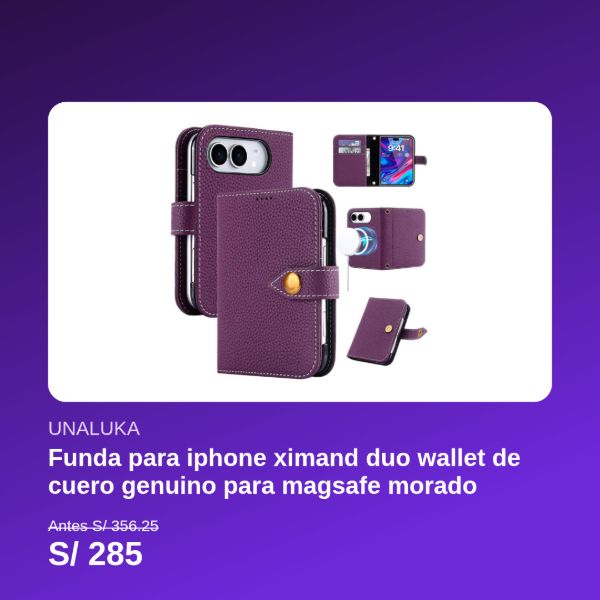 9:41
UNALUKA
Funda para iphone ximand duo wallet de
cuero genuino para magsafe morado
Antes S/ 356.25
S/ 285